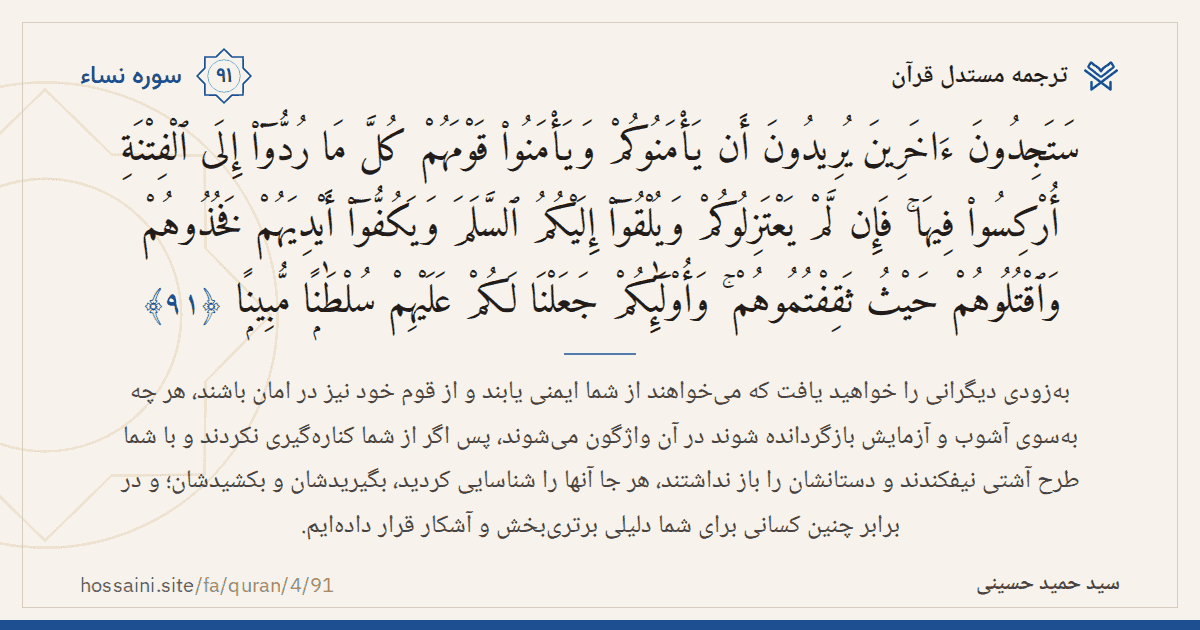 ترجمه مستدل قرآن
۹۱ سوره نساء
سَتَجِدُونَ ءَاخَرِينَ يُرِيدُونَ أَن يَأْمَنُوكُمْ وَيَأْمَنُوا۟ قَوْمَهُمْ كُلَّ مَا رُدُّوٓا۟ إِلَى ٱلْفِتْنَةِ
أُرْكِسُوا۟ فِيهَا ۚ فَإِن لَّمْ يَعْتَزِلُوكُمْ وَيُلْقُوٓا۟ إِلَيْكُمُ ٱلسَّلَمَ وَيَكُفُّوٓا۟ أَيْدِيَهُمْ فَخُذُوهُمْ
وَٱقْتُلُوهُمْ حَيْثُ ثَقِفْتُمُوهُمْ ۚ وَأُو۟لَٰٓئِكُمْ جَعَلْنَا لَكُمْ عَلَيْهِمْ سُلْطَٰنًۭا مُّبِينًۭا ﴿۹۱﴾
به‌زودی دیگرانی را خواهید یافت که می‌خواهند از شما ایمنی یابند و از قوم خود نیز در امان باشند، هر چه
به‌سوی آشوب و آزمایش بازگردانده شوند در آن واژگون می‌شوند، پس اگر از شما کناره‌گیری نکردند و با شما
طرح آشتی نیفکندند و دستانشان را باز نداشتند، هر جا آنها را شناسایی کردید، بگیریدشان و بکشیدشان؛ و در
برابر چنین کسانی برای شما دلیلی برتری‌بخش و آشکار قرار داده‌ایم.
سید حمید حسینی
hossaini.site/fa/quran/4/91